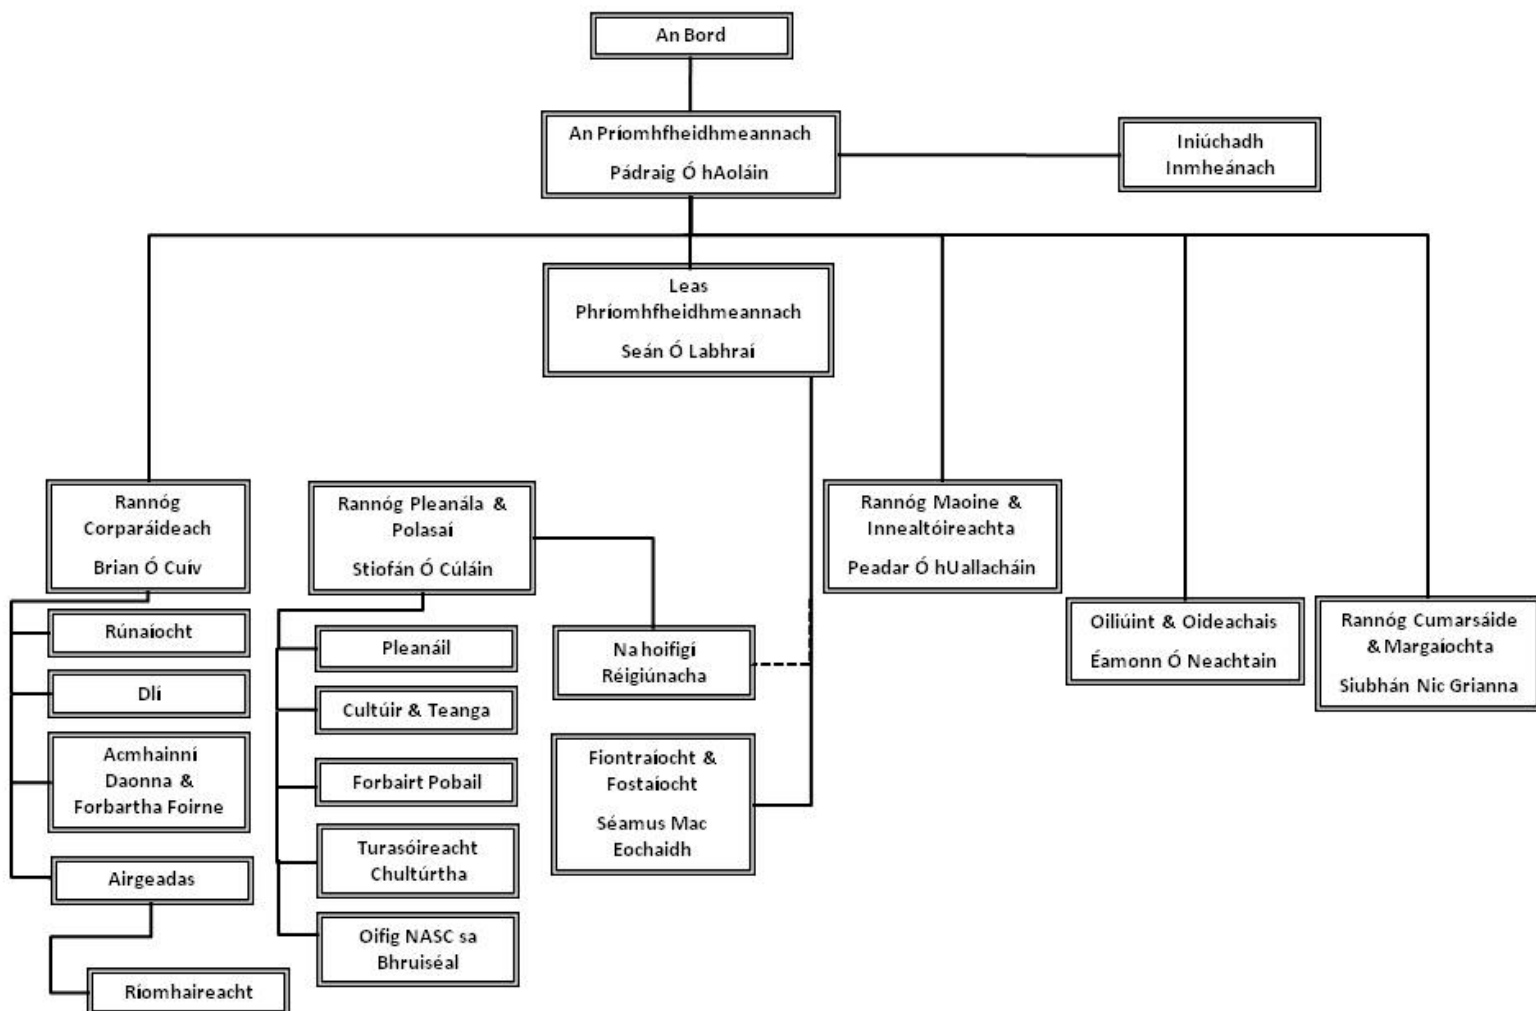 An Bord
An Príomhfheidhmeannach
Pádraig Ó hAoláin
Iniúchadh
Inmheánach
Leas
Phríomhfheidhmeannach
Seán Ó Labhraí
Rannóg
Corparáideach
Brian Ó Cuív
Rúnaíocht
Dlí
Acmhainní
Daonna &
Forbartha Foirne
Airgeadas
Ríomhaireacht
Rannóg Pleanála &
Polasaí
Stiofán Ó Cúláin
Pleanáil
Cultúir & Teanga
Forbairt Pobail
Turasóireacht
Chultúrtha
Oifig NASC sa
Bhruiséal
Na hoifigí
Réigiúnacha
Fiontraíocht &
Fostaíocht
Séamus Mac
Eochaidh
Rannóg Maoine &
Innealtóireachta
Peadar Ó hUallacháin
Oiliúint & Oideachais
Éamonn Ó Neachtain
Rannóg Cumarsáide
& Margaíochta
Siubhán Nic Grianna